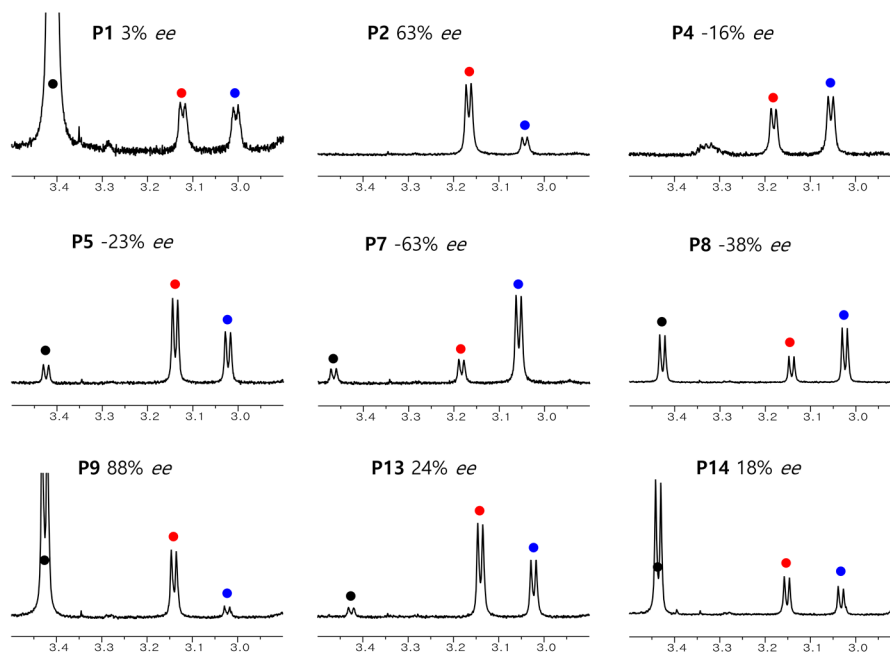 P1 3% ee
P2 63% ee
P4 -16% ee
3.4 3.3 3.2 3.1 3.0
3.4 3.3 3.2 3.1 3.0
3.4 3.3 3.2 3.1 3.0
P5 -23% ee
P7 -63% ee
P8 -38% ee
3.4 3.3 3.2 3.1 3.0
3.4 3.3 3.2 3.1 3.0
3.4 3.3 3.2 3.1 3.0
P9 88% ee
P13 24% ee
P14 18% ee
3.4 3.3 3.2 3.1 3.0
3.4 3.3 3.2 3.1 3.0
3.4 3.3 3.2 3.1 3.0